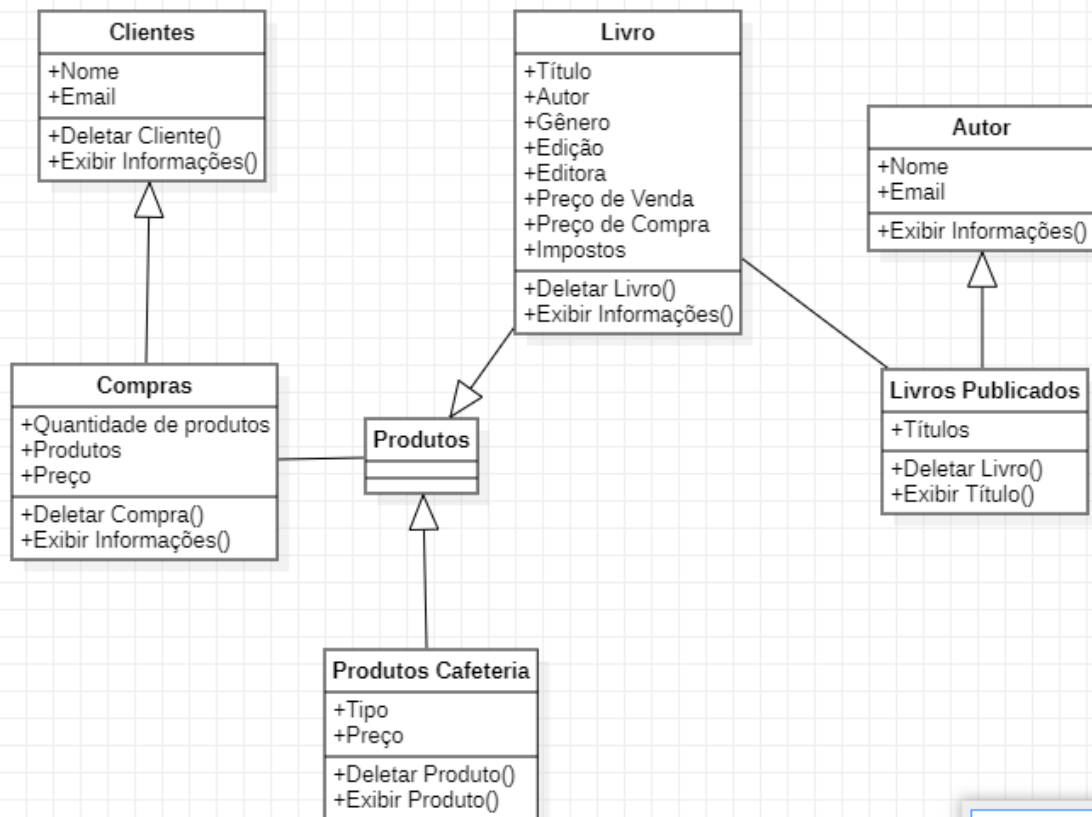 Clientes
+Nome
+Email
+Deletar Cliente()
+Exibir Informações()
Livro
+Título
+Autor
+Gênero
+Edição
+Editora
+Preço de Venda
+Preço de Compra
+Impostos
+Deletar Livro()
+Exibir Informações()
Autor
+Nome
+Email
+Exibir Informações()
Compras
+Quantidade de produtos
+Produtos
+Preço
+Deletar Compra()
+Exibir Informações()
Produtos
Livros Publicados
+Títulos
+Deletar Livro()
+Exibir Título()
Produtos Cafeteria
+Tipo
+Preço
+Deletar Produto()
+Exibir Produto()